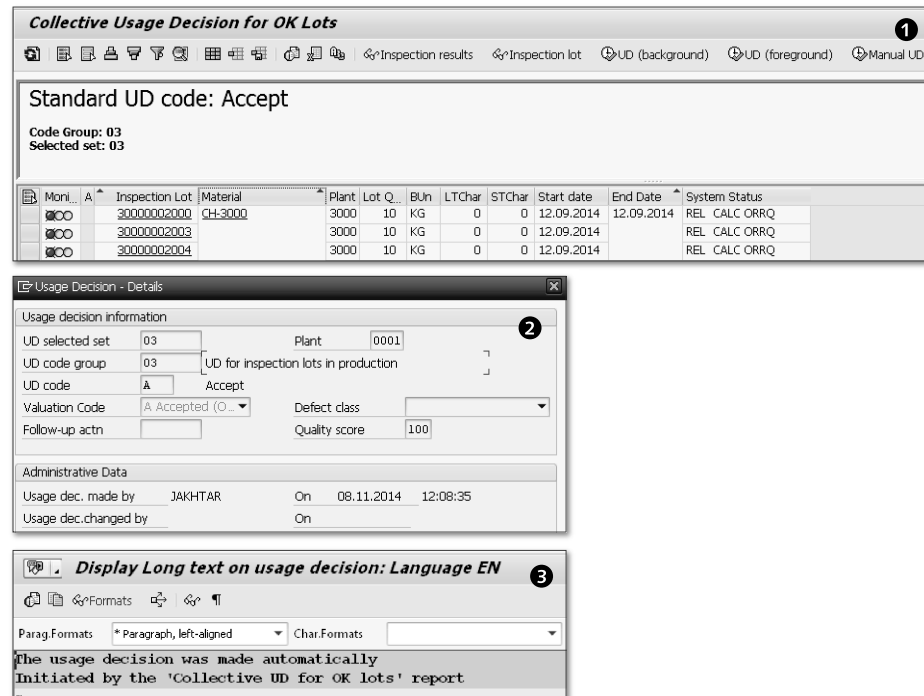 Collective Usage Decision for OK Lots
1
Inspection results Inspection lot UD (background) UD (foreground) Manual UD
Standard UD code: Accept
Code Group: 03
Selected set: 03
Moni... A Inspection Lot Material Plant Lot Q... BUn LTChar STChar Start date End Date System Status
30000002000 CH-3000 3000 10 KG 0 0 12.09.2014 12.09.2014 REL CALC ORRQ
30000002003 3000 10 KG 0 0 12.09.2014 REL CALC ORRQ
30000002004 3000 10 KG 0 0 12.09.2014 REL CALC ORRQ
Usage Decision - Details
Usage decision information
2
UD selected set 03 Plant 0001
UD code group 03 UD for inspection lots in production
UD code A Accept
Valuation Code A Accepted (O... Defect class
Follow-up actn Quality score 100
Administrative Data
Usage dec. made by JAKHTAR On 08.11.2014 12:08:35
Usage dec.changed by On
Display Long text on usage decision: Language EN
3
Formats
Parag.Formats * Paragraph, left-aligned Char.Formats
The usage decision was made automatically
Initiated by the 'Collective UD for OK lots' report